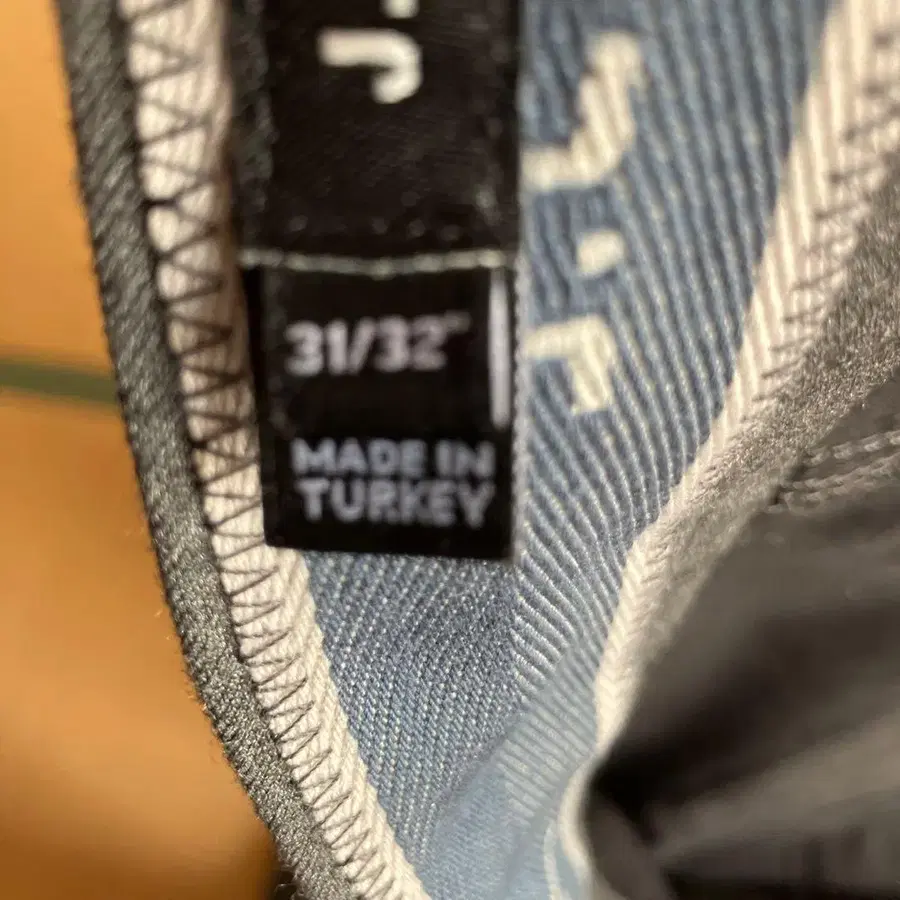 J.
31/32"
MADE IN
TURKEY